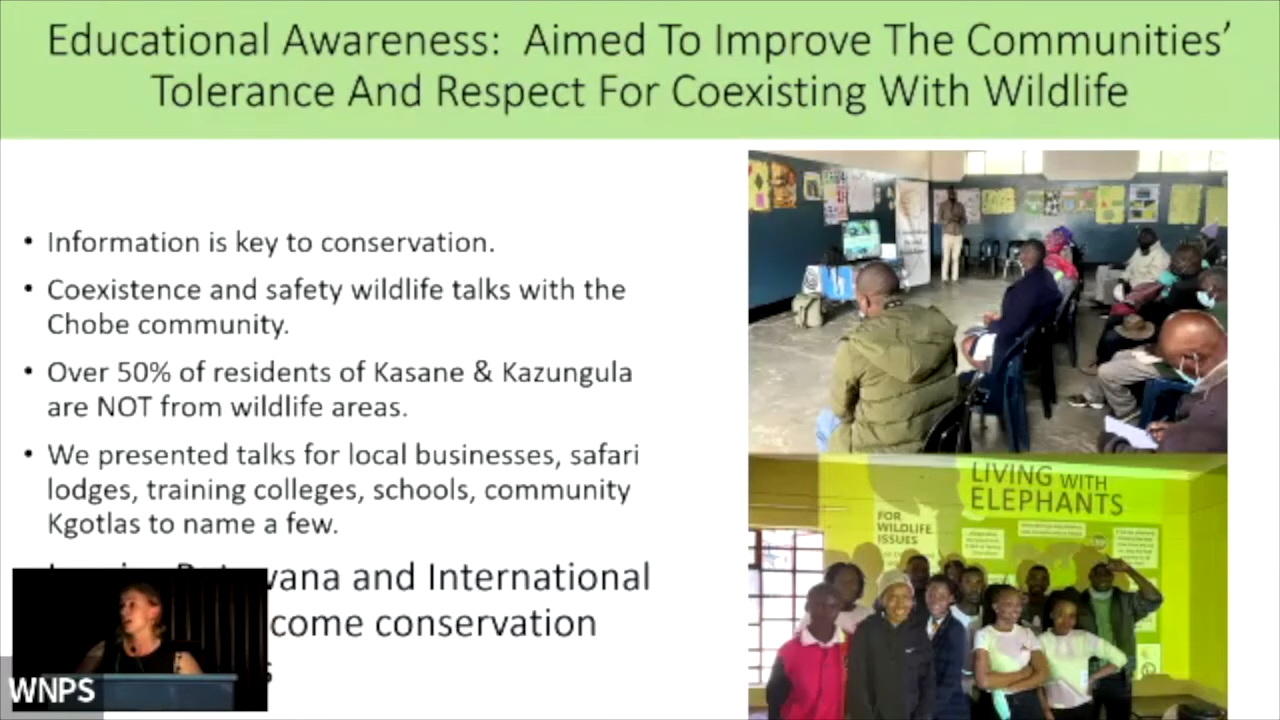 Educational Awareness: Aimed To Improve The Communities’
Tolerance And Respect For Coexisting With Wildlife
• Information is key to conservation.
• Coexistence and safety wildlife talks with the
Chobe community.
• Over 50% of residents of Kasane & Kazungula
are NOT from wildlife areas.
• We presented talks for local businesses, safari
lodges, training colleges, schools, community
Kgotlas to name a few.
and International
come conservation
WNPS
LIVING WITH
ELEPHANTS
FOR
WILDLIFE
ISSUES